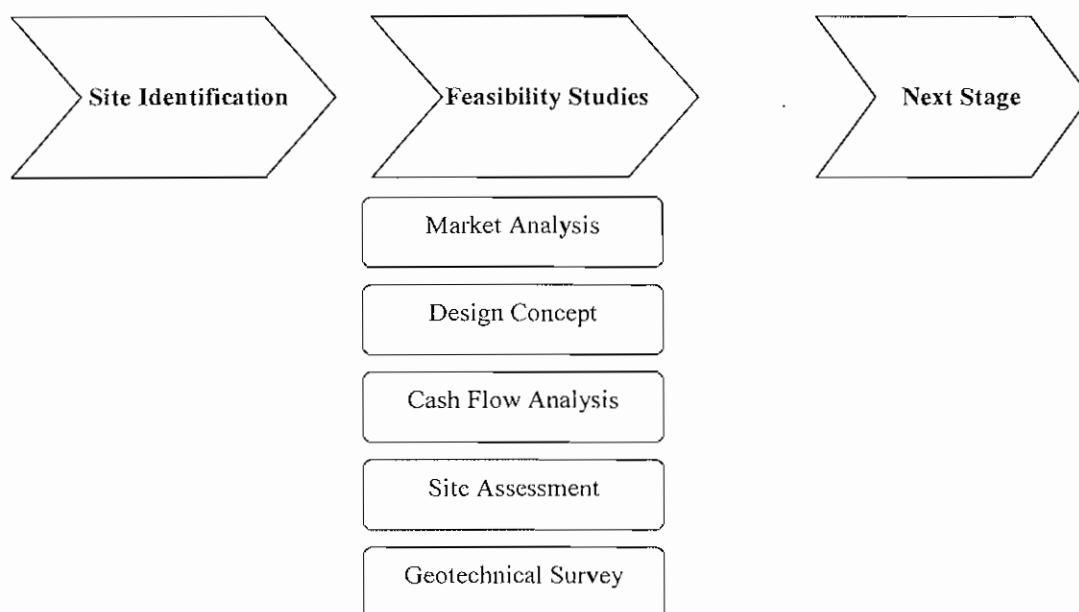 Site Identification
Feasibility Studies
Next Stage
Market Analysis
Design Concept
Cash Flow Analysis
Site Assessment
Geotechnical Survey